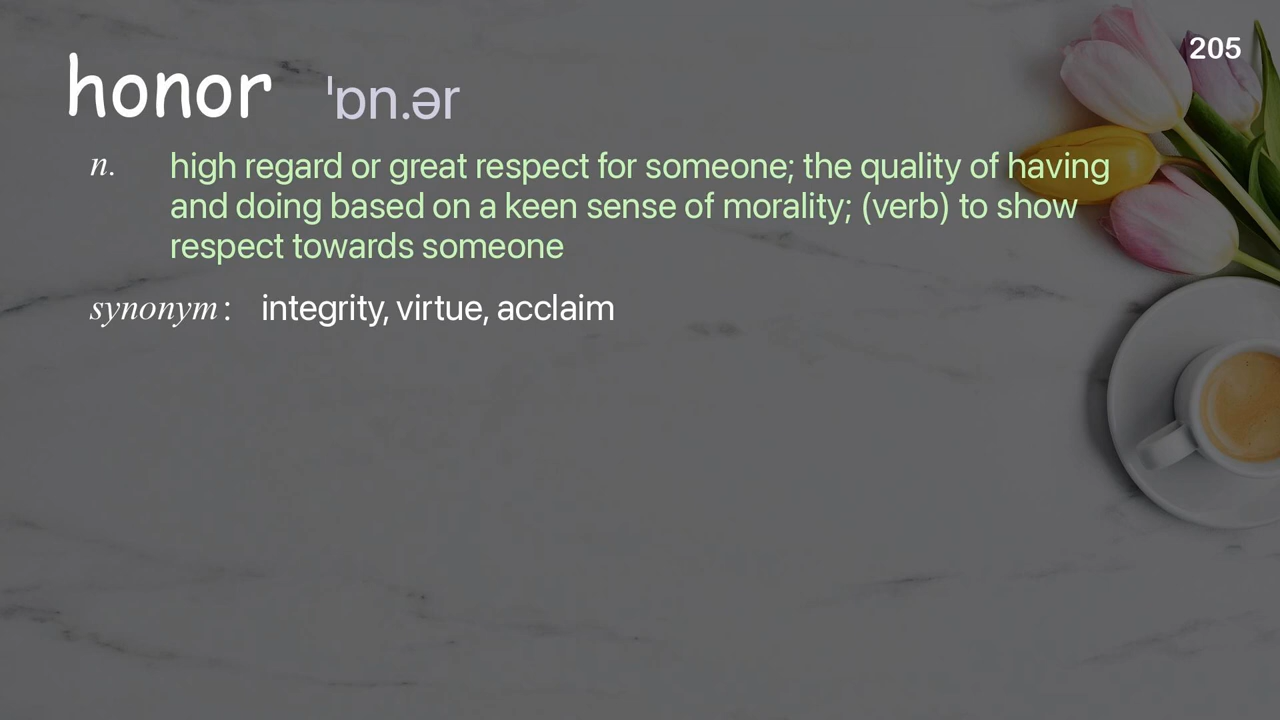 205
honor ˈɒn.ər
n. high regard or great respect for someone; the quality of having
and doing based on a keen sense of morality; (verb) to show
respect towards someone
synonym: integrity, virtue, acclaim